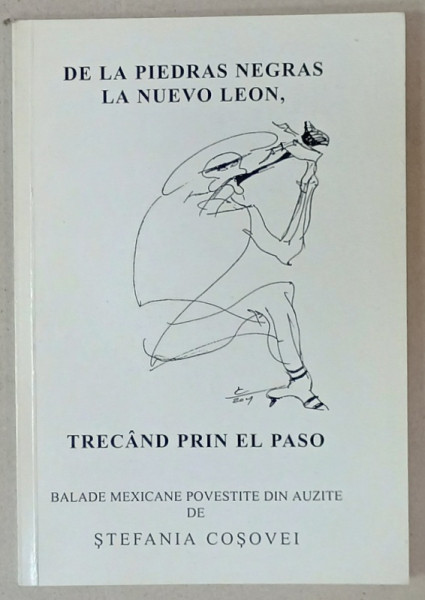 DE LA PIEDRAS NEGRAS
LA NUEVO LEON,
TRECÂND PRIN EL PASO
BALADE MEXICANE POVESTITE DIN AUZITE
DE
ŞTEFANIA COŞOVEI